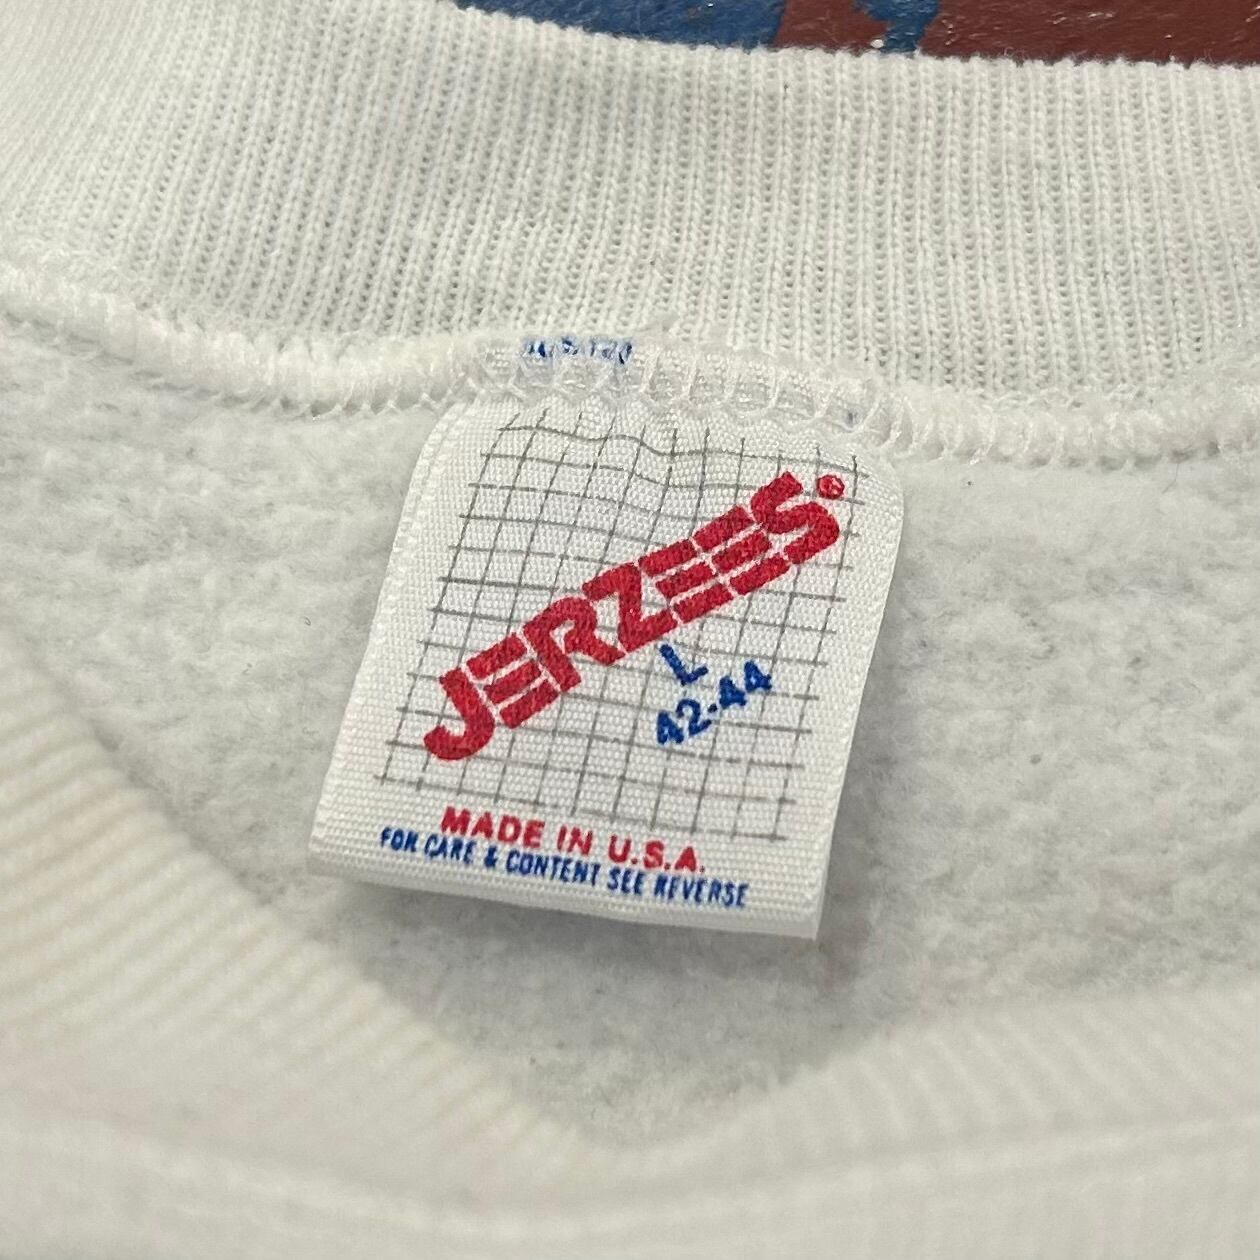 JERZEES®
L
42-44
MADE IN U.S.A.
FOR CARE & CONTENT SEE REVERSE